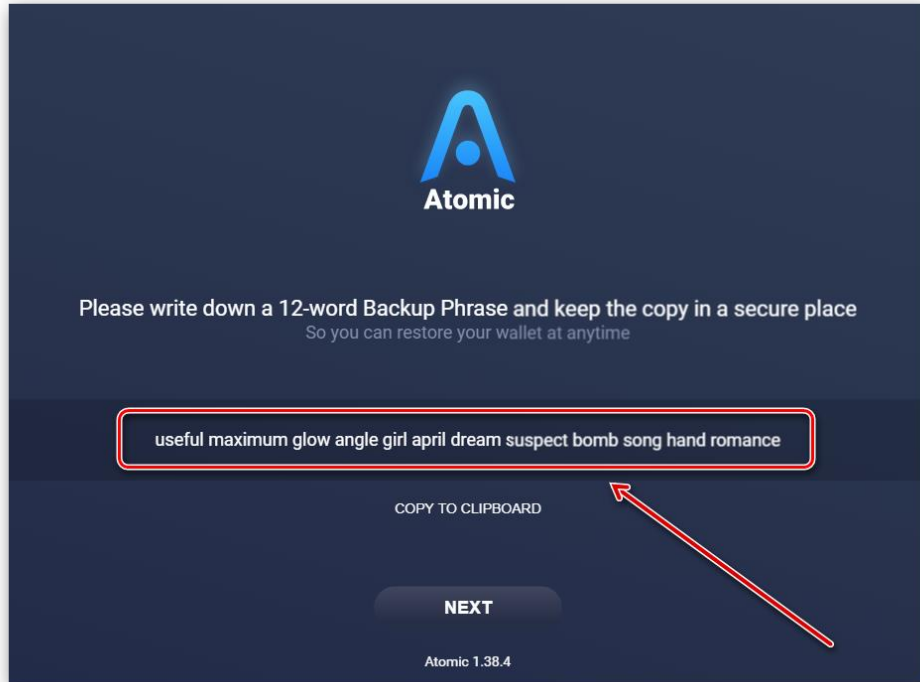 Atomic
Please write down a 12-word Backup Phrase and keep the copy in a secure place
So you can restore your wallet at anytime
useful maximum glow angle girl april dream suspect bomb song hand romance
COPY TO CLIPBOARD
NEXT
Atomic 1.38.4